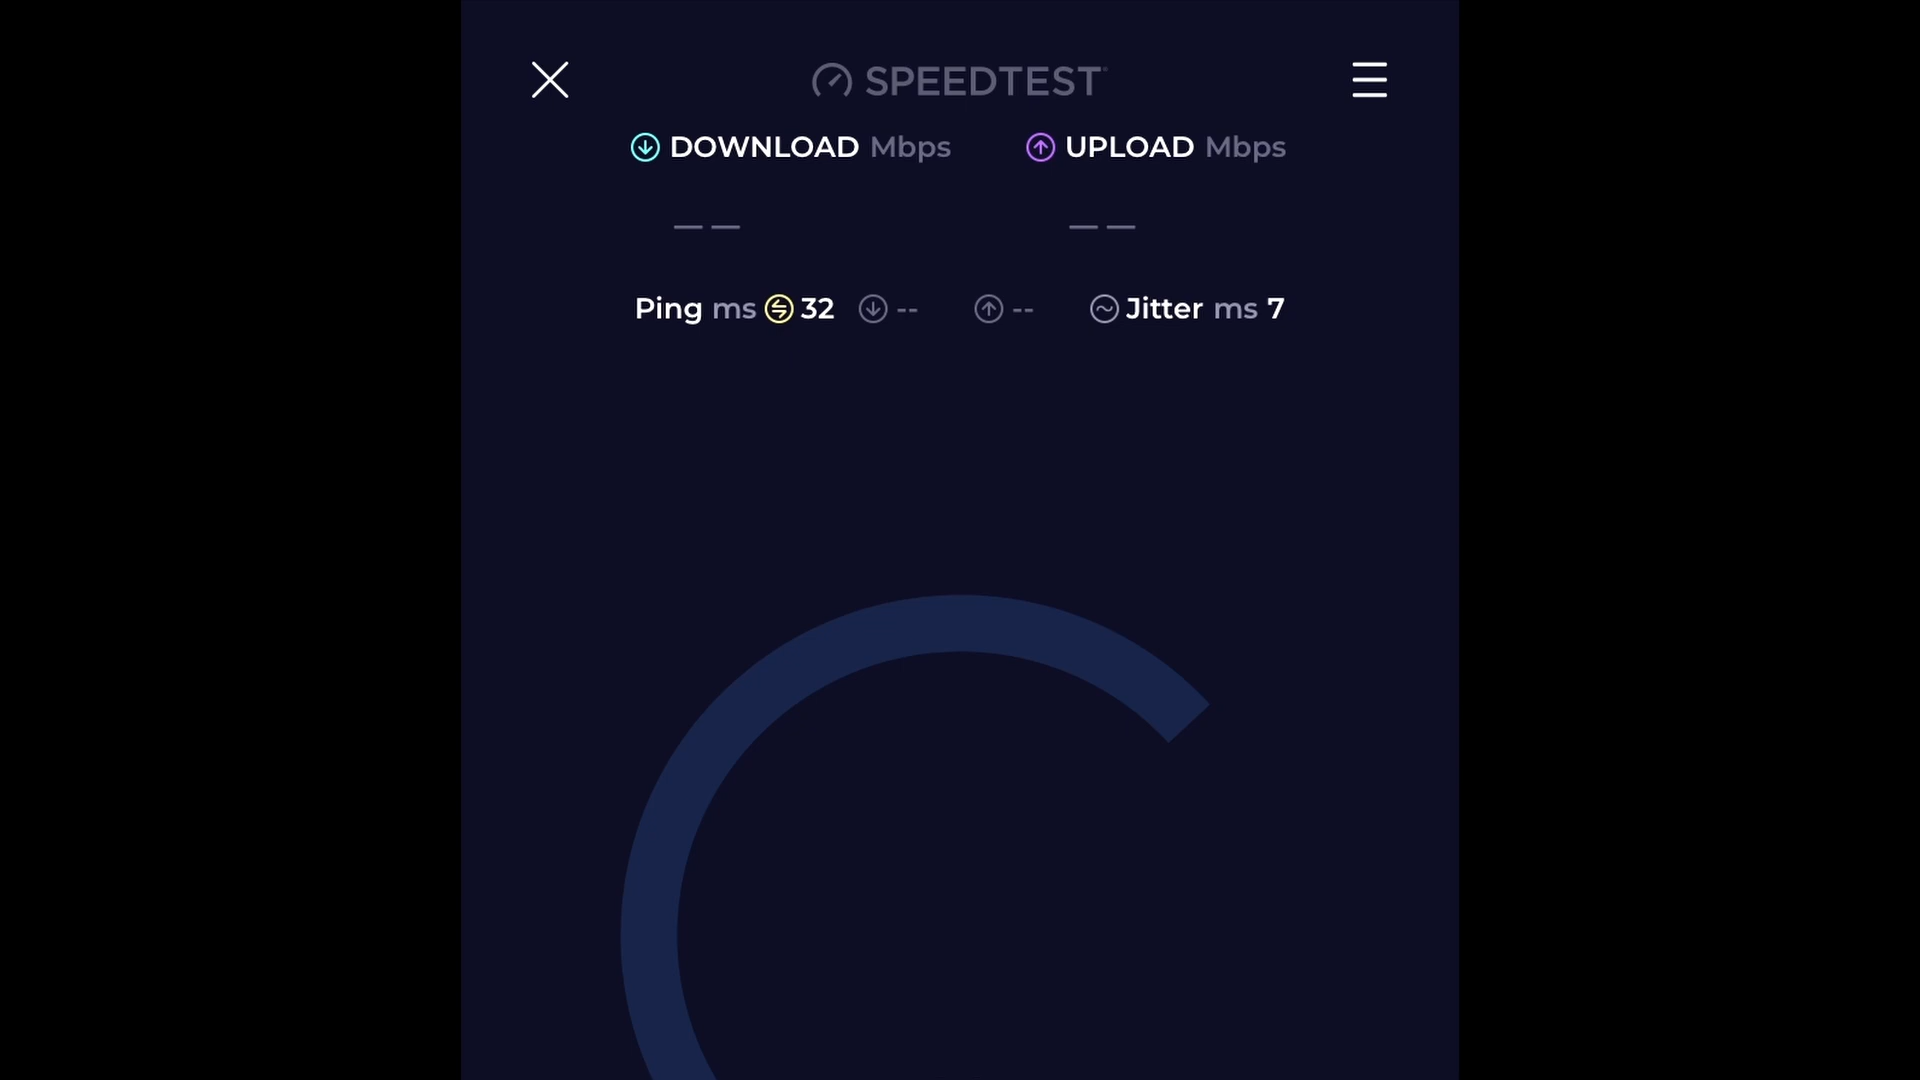 SPEEDTEST
DOWNLOAD Mbps UPLOAD Mbps
— — — —
Ping ms 32 -- -- Jitter ms 7